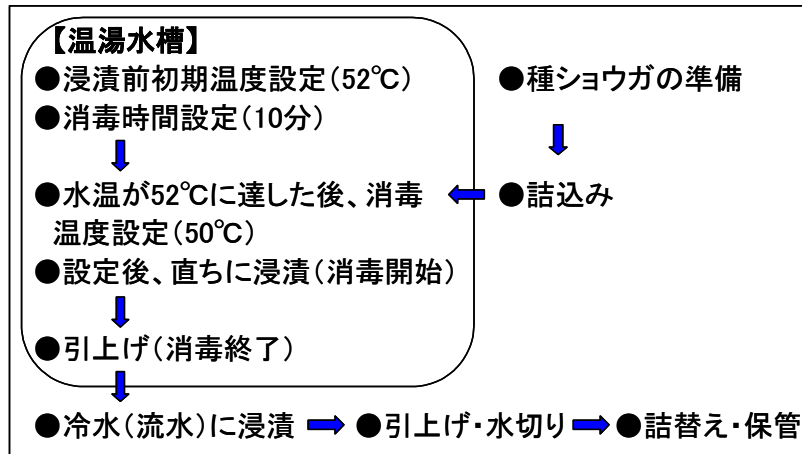 【温湯水槽】
●浸漬前初期温度設定(52℃)
●消毒時間設定(10分)
●水温が52℃に達した後、消毒
温度設定(50℃)
●設定後、直ちに浸漬(消毒開始)
●引上げ(消毒終了)
●種ショウガの準備
●詰込み
●冷水(流水)に浸漬
●引上げ・水切り
●詰替え・保管